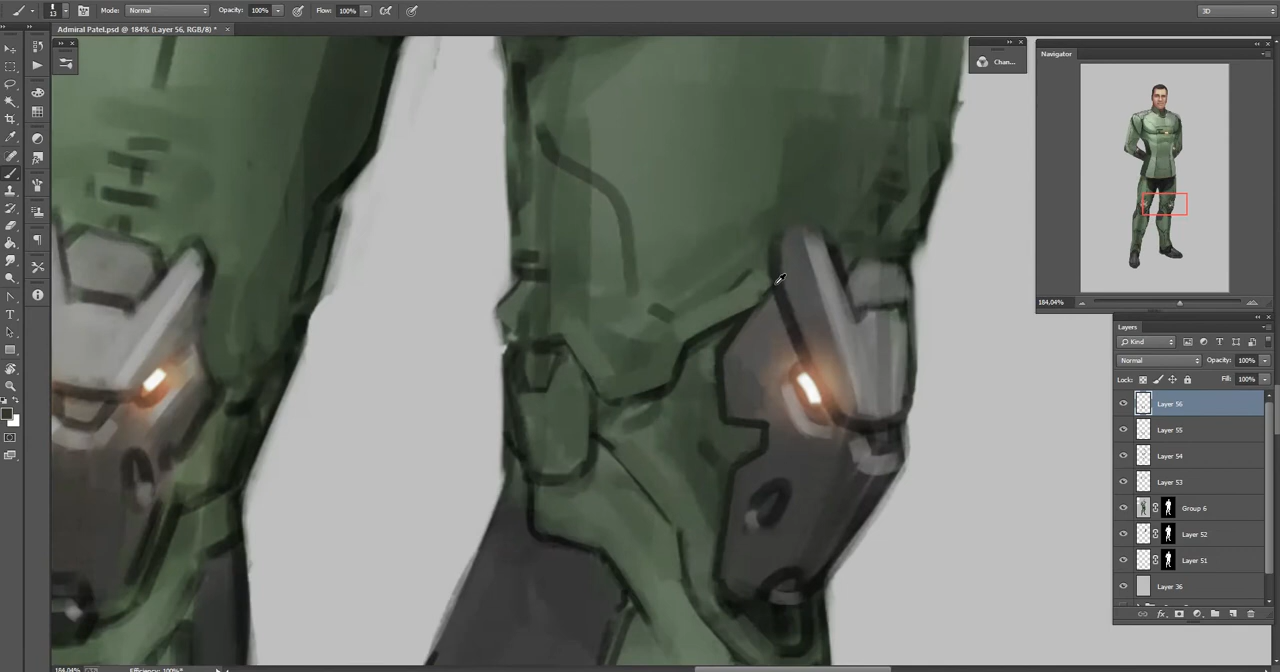 13 Mode: Normal Opacity: 100% Flow: 100% 3D
Admiral Patel.psd @ 184% (Layer 56, RGB/8) *
Chan...
Navigator
184,04%
Layers
Kind
Normal Opacity: 100%
Lock: Fill: 100%
Layer 56
Layer 55
Layer 54
Layer 53
Group 6
Layer 52
Layer 51
Layer 36
184,04% Efficiency: 100%*